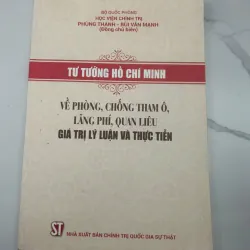 BỘ QUỐC PHÒNG
HỌC VIỆN CHÍNH TRỊ
PHÙNG THANH - BÙI VĂN MẠNH
(Đồng chủ biên)
TƯ TƯỞNG HỒ CHÍ MINH
VỀ PHÒNG, CHỐNG THAM Ô,
LÃNG PHÍ, QUAN LIÊU
GIÁ TRỊ LÝ LUẬN VÀ THỰC TIỄN
ST
NHÀ XUẤT BẢN CHÍNH TRỊ QUỐC GIA SỰ THẬT